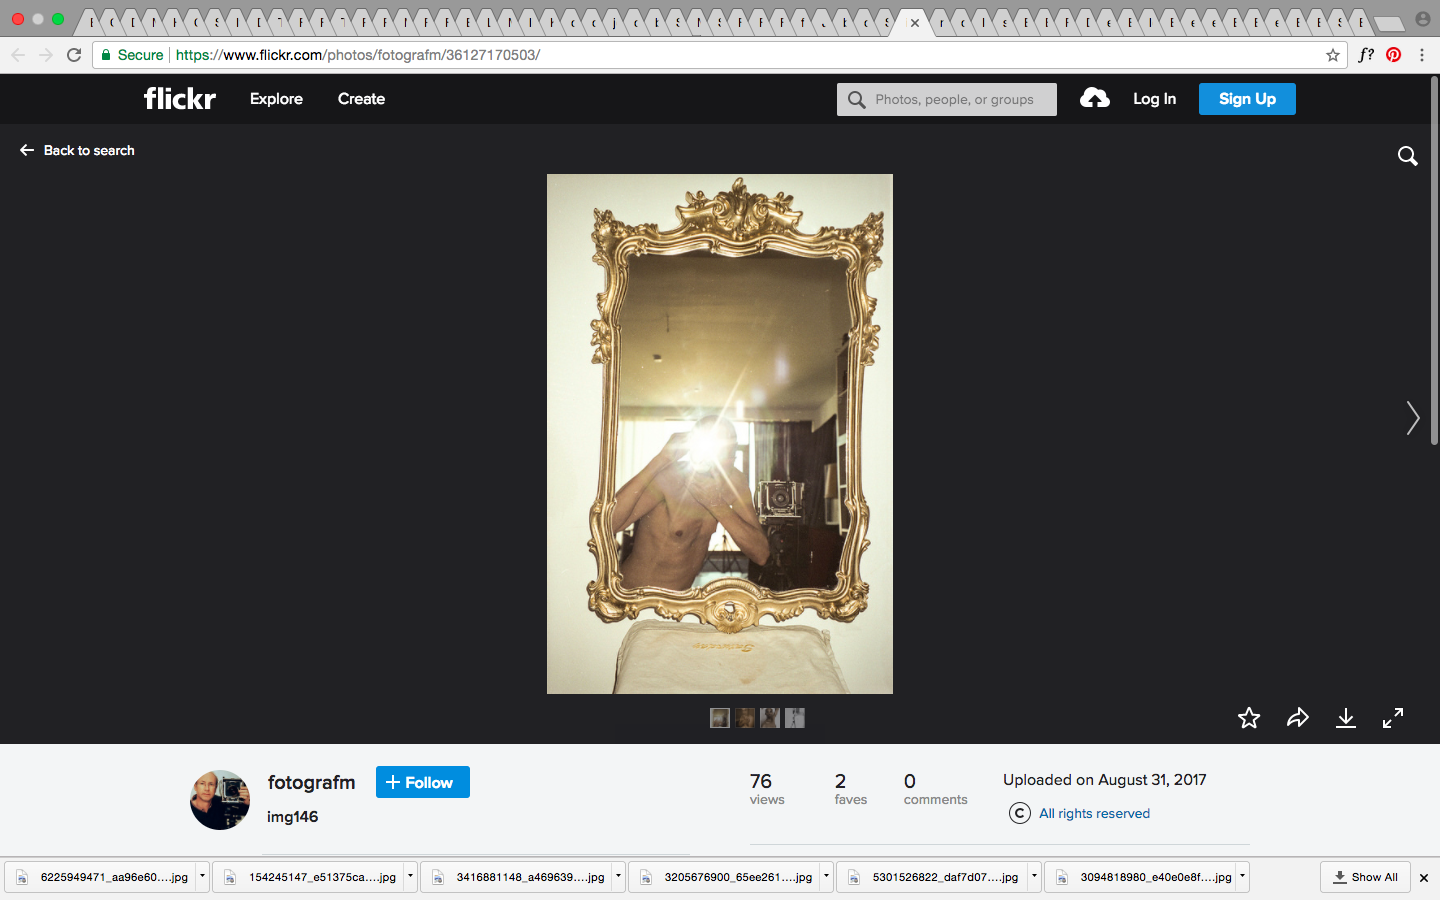 Secure https://www.flickr.com/photos/fotografm/36127170503/
flickr Explore Create Photos, people, or groups Log In Sign Up
Back to search
fotografm + Follow
img146
76 views
2 faves
0 comments
Uploaded on August 31, 2017
All rights reserved
6225949471_aa96e60....jpg
154245147_e51375ca....jpg
3416881148_a469639....jpg
3205676900_65ee261....jpg
5301526822_daf7d07....jpg
3094818980_e40e0e8f....jpg
Show All